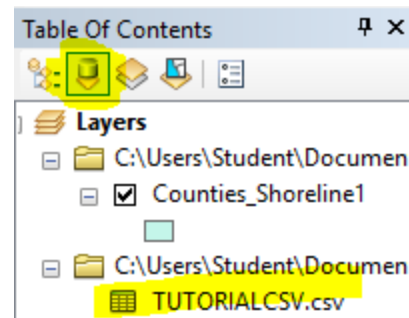 Table Of Contents
Layers
C:\Users\Student\Documen
Counties_Shoreline1
C:\Users\Student\Documen
TUTORIALCSV.csv